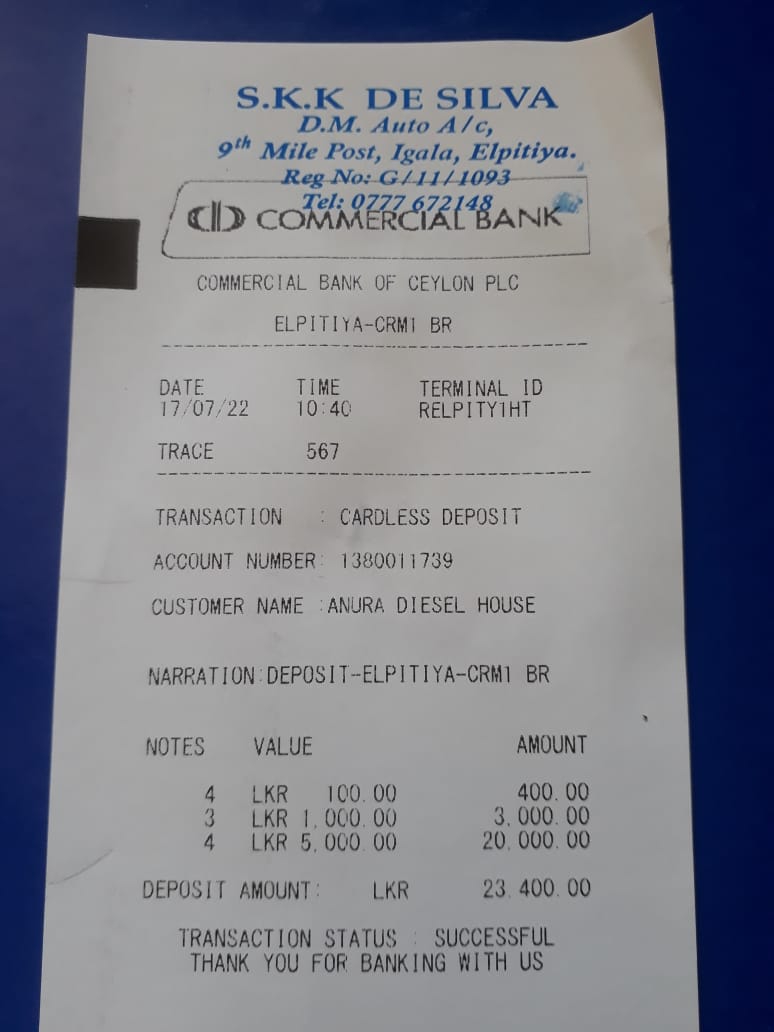 S.K.K DE SILVA
D.M. Auto A/c,
9th Mile Post, Igala, Elpitiya.
Reg No: G/11/1093
Tel: 0777 672148
COMMERCIAL BANK
COMMERCIAL BANK OF CEYLON PLC
ELPITIYA-CRM1 BR
DATE TIME TERMINAL ID
17/07/22 10:40 RELPITY1HT
TRACE 567
TRANSACTION : CARDLESS DEPOSIT
ACCOUNT NUMBER: 1380011739
CUSTOMER NAME :ANURA DIESEL HOUSE
NARRATION:DEPOSIT-ELPITIYA-CRM1 BR
NOTES VALUE AMOUNT
4 LKR 100.00 400.00
3 LKR 1,000.00 3,000.00
4 LKR 5,000.00 20,000.00
DEPOSIT AMOUNT: LKR 23,400.00
TRANSACTION STATUS : SUCCESSFUL
THANK YOU FOR BANKING WITH US